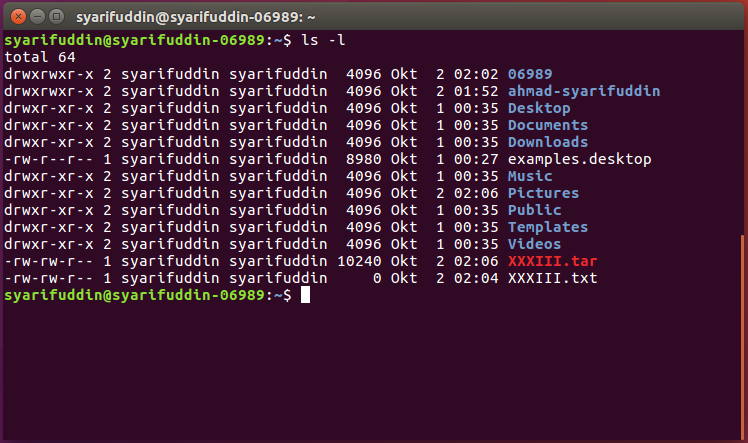 syarifuddin@syarifuddin-06989: ~
syarifuddin@syarifuddin-06989:~$ ls -l
total 64
drwxrwxr-x 2 syarifuddin syarifuddin  4096 Okt  2 02:02 06989
drwxrwxr-x 2 syarifuddin syarifuddin  4096 Okt  2 01:52 ahmad-syarifuddin
drwxr-xr-x 2 syarifuddin syarifuddin  4096 Okt  1 00:35 Desktop
drwxr-xr-x 2 syarifuddin syarifuddin  4096 Okt  1 00:35 Documents
drwxr-xr-x 2 syarifuddin syarifuddin  4096 Okt  1 00:35 Downloads
-rw-r--r-- 1 syarifuddin syarifuddin  8980 Okt  1 00:27 examples.desktop
drwxr-xr-x 2 syarifuddin syarifuddin  4096 Okt  1 00:35 Music
drwxr-xr-x 2 syarifuddin syarifuddin  4096 Okt  2 02:06 Pictures
drwxr-xr-x 2 syarifuddin syarifuddin  4096 Okt  1 00:35 Public
drwxr-xr-x 2 syarifuddin syarifuddin  4096 Okt  1 00:35 Templates
drwxr-xr-x 2 syarifuddin syarifuddin  4096 Okt  1 00:35 Videos
-rw-rw-r-- 1 syarifuddin syarifuddin 10240 Okt  2 02:06 XXXIII.tar
-rw-rw-r-- 1 syarifuddin syarifuddin     0 Okt  2 02:04 XXXIII.txt
syarifuddin@syarifuddin-06989:~$